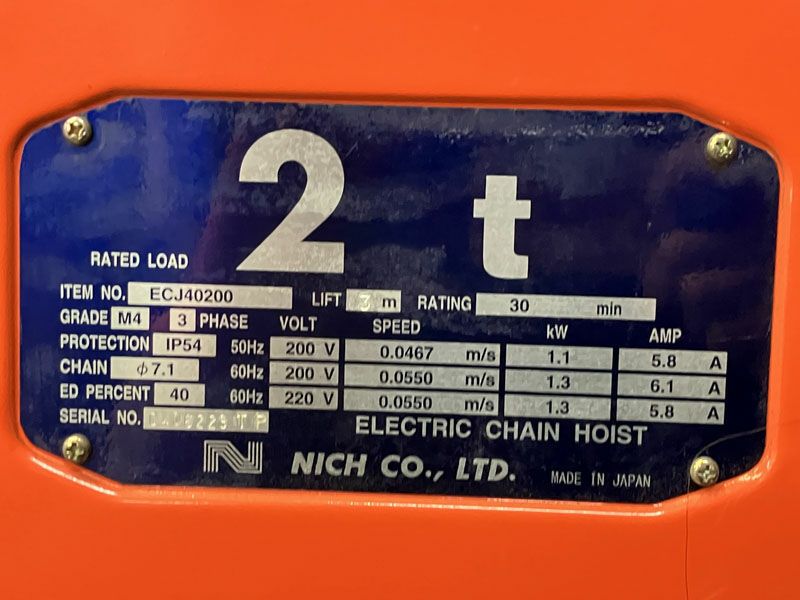 2 t
RATED LOAD
ITEM NO. ECJ40200 LIFT 3 m RATING 30 min
GRADE M4 3 PHASE VOLT SPEED kW AMP
PROTECTION IP54 50Hz 200 V 0.0467 m/s 1.1 5.8 A
CHAIN φ7.1 60Hz 200 V 0.0550 m/s 1.3 6.1 A
ED PERCENT 40 60Hz 220 V 0.0550 m/s 1.3 5.8 A
SERIAL NO. ELECTRIC CHAIN HOIST
N NICH CO., LTD. MADE IN JAPAN